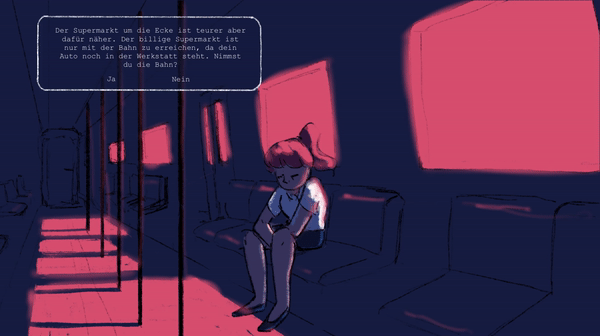 Der Supermarkt um die Ecke ist teurer aber
dafür näher. Der billige Supermarkt ist
nur mit der Bahn zu erreichen, da dein
Auto noch in der Werkstatt steht. Nimmst
du die Bahn?
Ja Nein